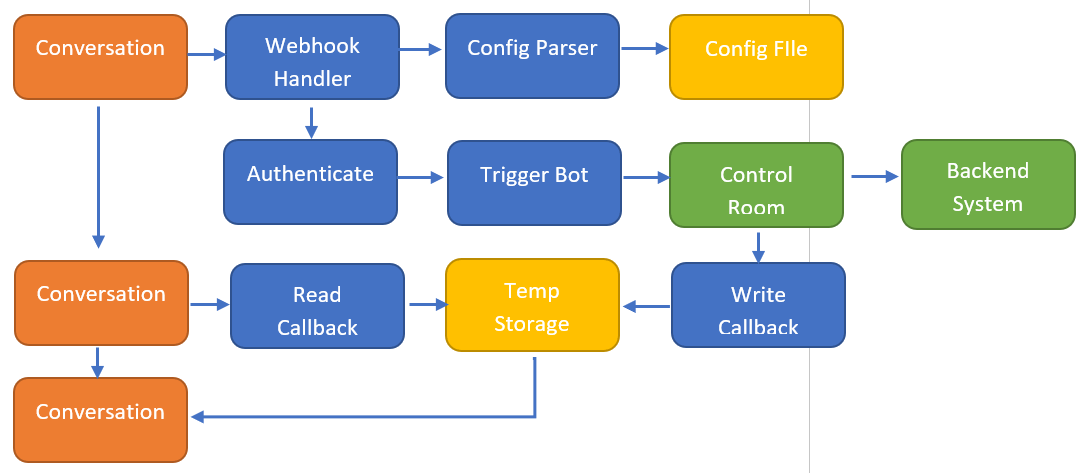 Conversation
Webhook
Handler
Config Parser
Config FIle
Authenticate
Trigger Bot
Control
Room
Backend
System
Conversation
Read
Callback
Temp
Storage
Write
Callback
Conversation